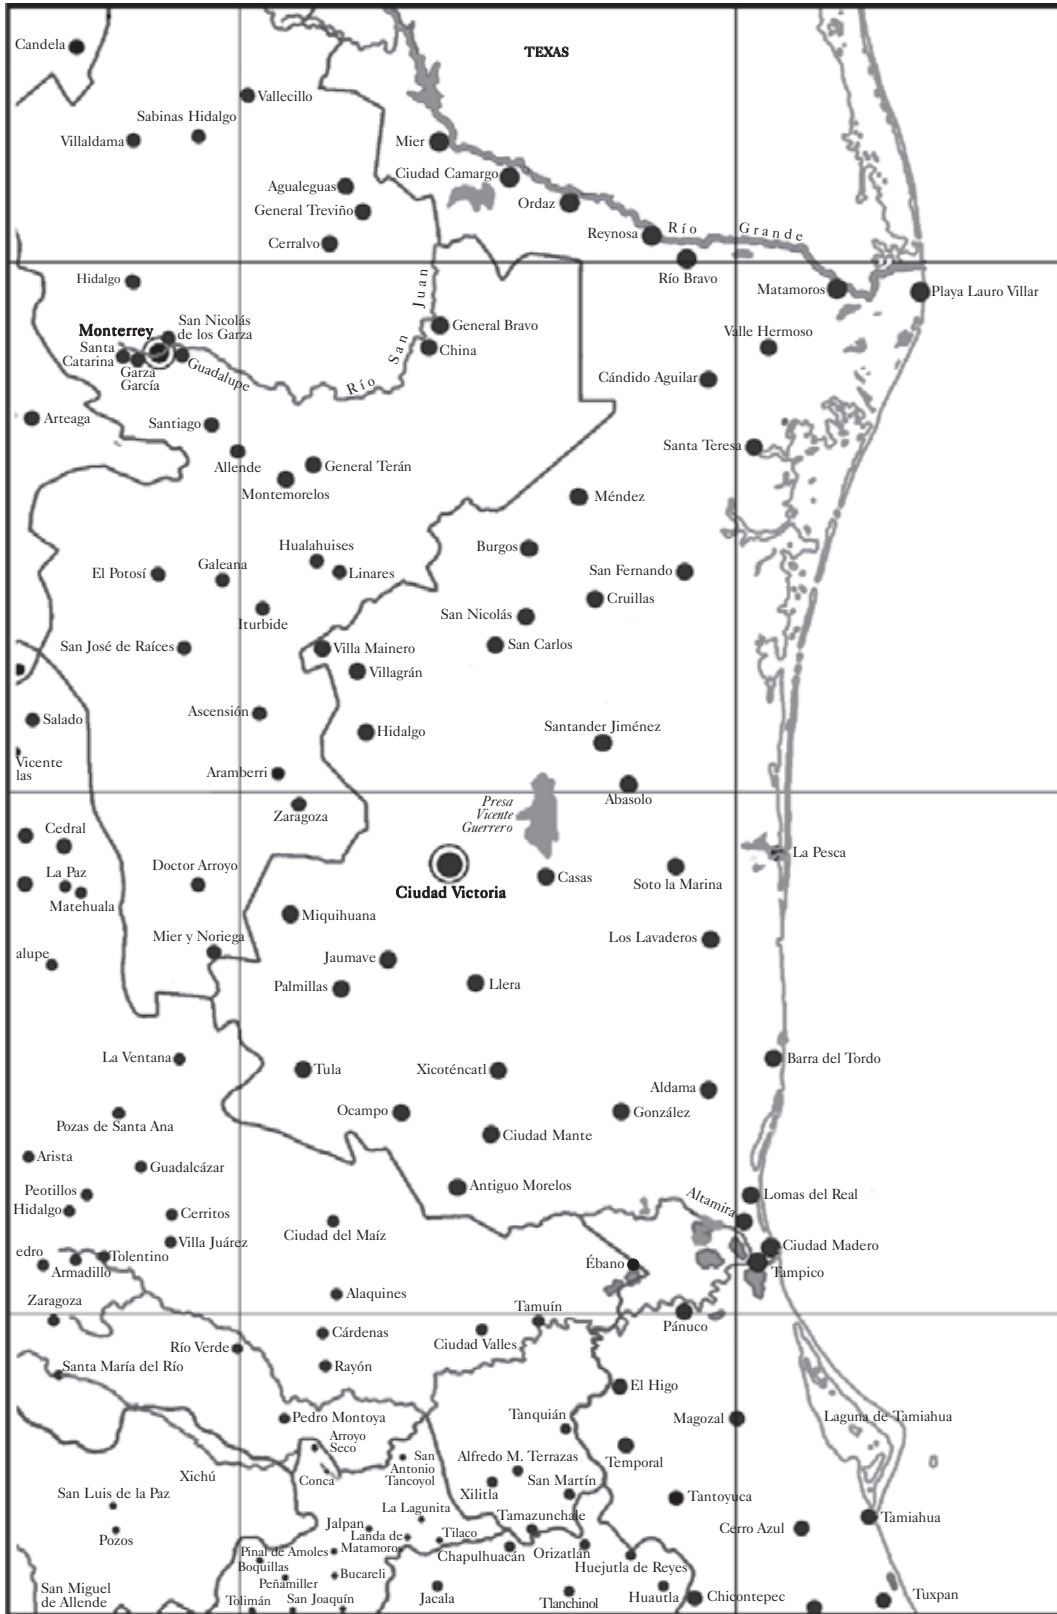 Candela
TEXAS
Vallecillo
Sabinas Hidalgo
Villaldama
Mier
Ciudad Camargo
Agualeguas
General Treviño
Ordaz
Cerralvo
Reynosa
Río Grande
Hidalgo
Río Bravo
Matamoros
Playa Lauro Villar
Monterrey
San Nicolás
de los Garza
Santa
Catarina
Garza
García
Guadalupe
Río San Juan
General Bravo
China
Valle Hermoso
Cándido Aguilar
Arteaga
Santiago
Allende
General Terán
Montemorelos
Santa Teresa
Méndez
Hualahuises
Burgos
El Potosí
Galeana
Linares
San Fernando
Iturbide
Cruillas
San Nicolás
San José de Raíces
Villa Mainero
San Carlos
Villagrán
Salado
Ascensión
Hidalgo
Santander Jiménez
Vicente
las
Aramberri
Zaragoza
Presa
Vicente
Guerrero
Abasolo
Cedral
La Paz
Matehuala
Doctor Arroyo
Ciudad Victoria
Casas
Soto la Marina
La Pesca
Miquihuana
Mier y Noriega
Los Lavaderos
alupe
Jaumave
Palmillas
Llera
La Ventana
Tula
Xicoténcatl
Barra del Tordo
Aldama
Pozas de Santa Ana
Ocampo
González
Ciudad Mante
Arista
Guadalcázar
Peotillos
Hidalgo
Antiguo Morelos
Altamira
Lomas del Real
Cerritos
Ciudad del Maíz
Villa Juárez
edro
Armadillo
Tolentino
Ébano
Ciudad Madero
Tampico
Zaragoza
Alaquines
Tamuín
Pánuco
Río Verde
Cárdenas
Ciudad Valles
Santa María del Río
Rayón
El Higo
Pedro Montoya
Tanquián
Magozal
Laguna de Tamiahua
Arroyo
Seco
Xichú
Conca
San
Antonio
Tancoyol
Alfredo M. Terrazas
Temporal
Xilitla
San Martín
San Luis de la Paz
Tantoyuca
La Lagunita
Pozos
Jalpan
Landa de
Matamoros
Tilaco
Tamazunchale
Cerro Azul
Tamiahua
Pinal de Amoles
Boquillas
Chapulhuacán
Orizatlán
Huejutla de Reyes
Peñamiller
Bucareli
San Miguel
de Allende
Tolimán
San Joaquín
Jacala
Tlanchinol
Huautla
Chicontepec
Tuxpan